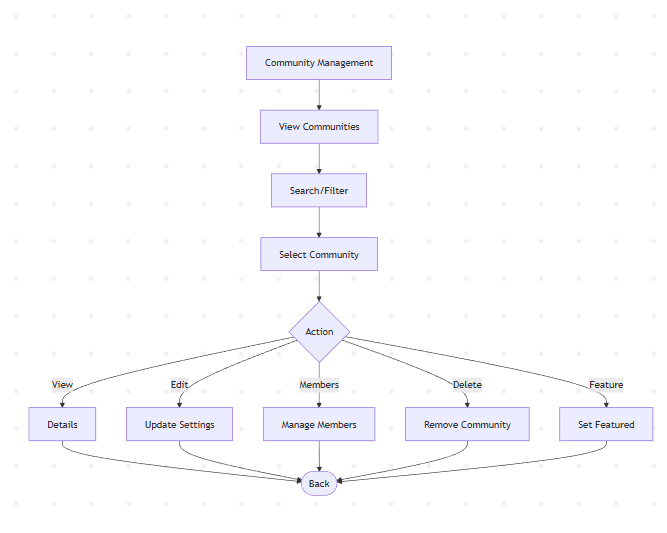 Community Management
View Communities
Search/Filter
Select Community
Action
View
Edit
Members
Delete
Feature
Details
Update Settings
Manage Members
Remove Community
Set Featured
Back